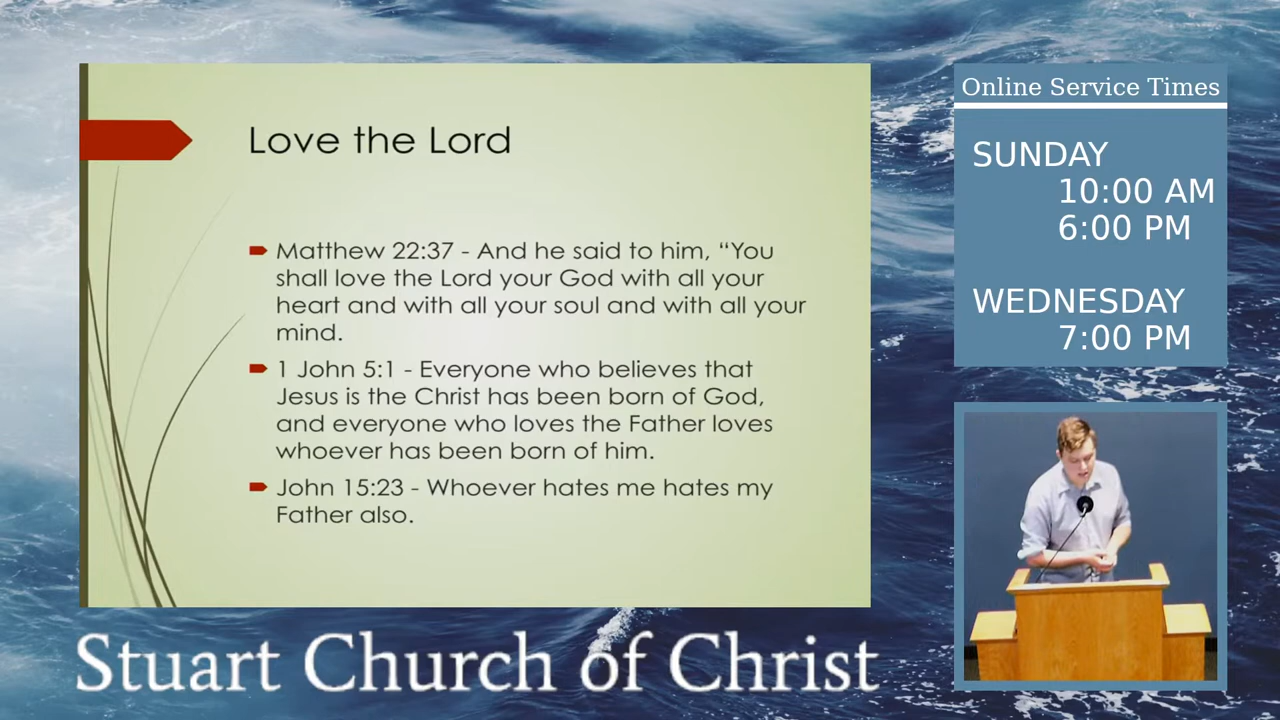 Love the Lord
Matthew 22:37 - And he said to him, “You
shall love the Lord your God with all your
heart and with all your soul and with all your
mind.
1 John 5:1 - Everyone who believes that
Jesus is the Christ has been born of God,
and everyone who loves the Father loves
whoever has been born of him.
John 15:23 - Whoever hates me hates my
Father also.
Online Service Times
SUNDAY
10:00 AM
6:00 PM
WEDNESDAY
7:00 PM
Stuart Church of Christ